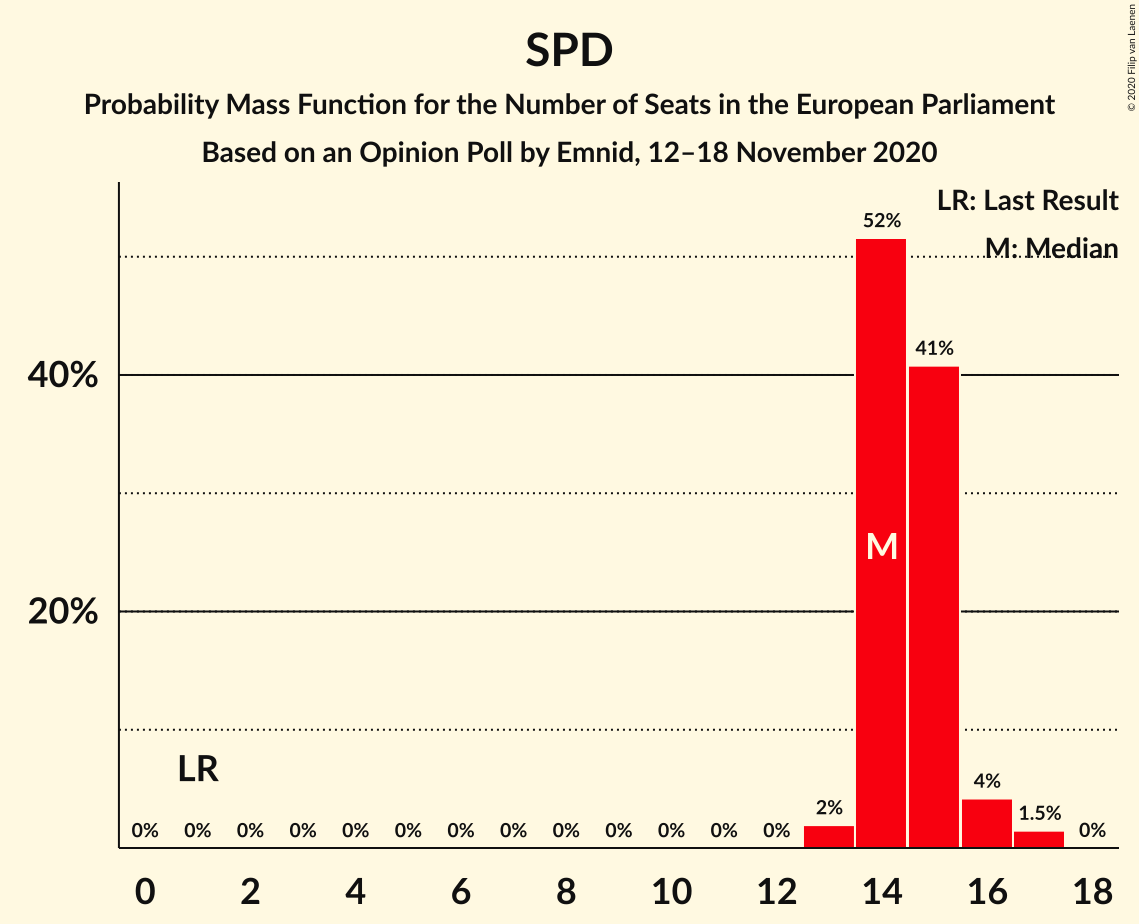 SPD
Probability Mass Function for the Number of Seats in the European Parliament
Based on an Opinion Poll by Emnid, 12–18 November 2020
© 2020 Filip van Laenen
LR: Last Result
M: Median
52%
41%
40%
M
20%
LR
4%
2%
1.5%
0% 0% 0% 0% 0% 0% 0% 0% 0% 0% 0% 0% 0% 0%
0 2 4 6 8 10 12 14 16 18